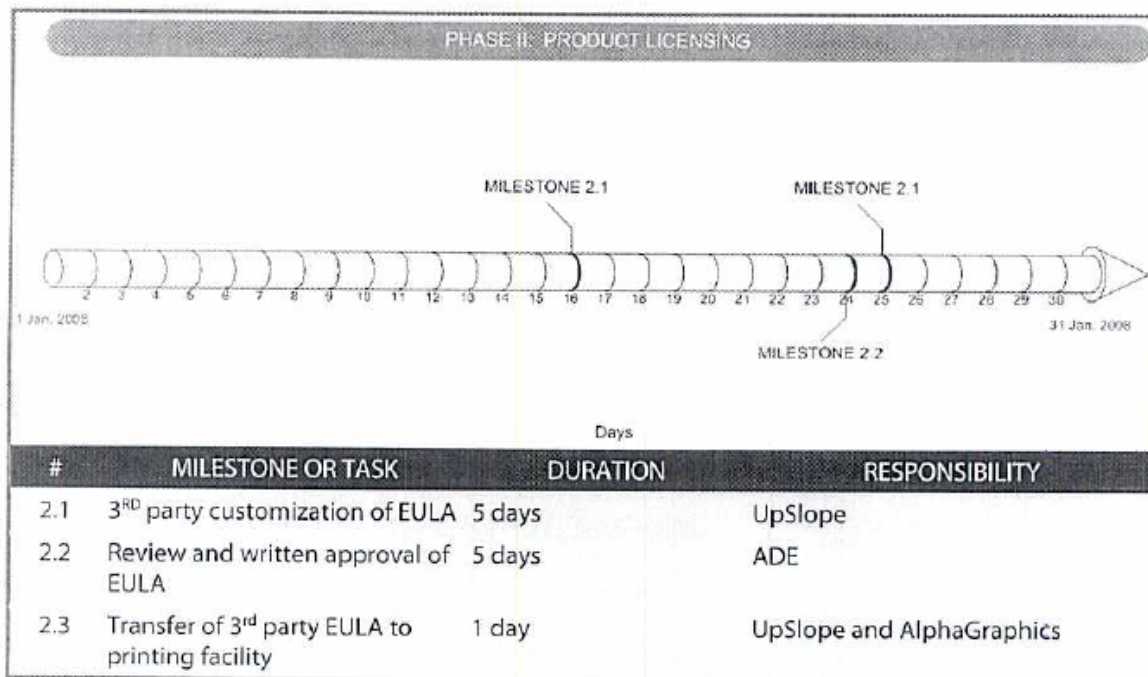 PHASE II: PRODUCT LICENSING
MILESTONE 2.1 MILESTONE 2.1
2 3 4 5 6 7 8 9 10 11 12 13 14 15 16 17 18 19 20 21 22 23 24 25 26 27 28 29 30
1 Jan. 2008 31 Jan. 2008
MILESTONE 2.2
Days
# MILESTONE OR TASK DURATION RESPONSIBILITY
2.1 3RD party customization of EULA 5 days UpSlope
2.2 Review and written approval of 5 days ADE
EULA
2.3 Transfer of 3rd party EULA to 1 day UpSlope and AlphaGraphics
printing facility